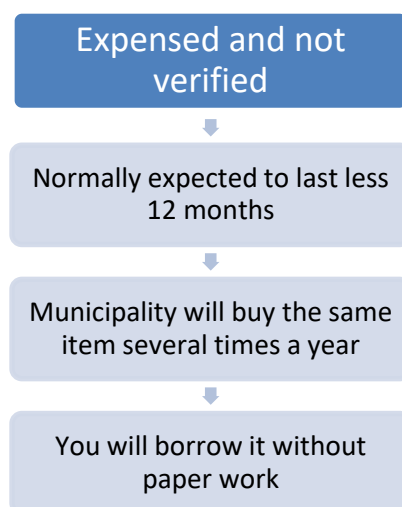 Expensed and not
verified
Normally expected to last less
12 months
Municipality will buy the same
item several times a year
You will borrow it without
paper work